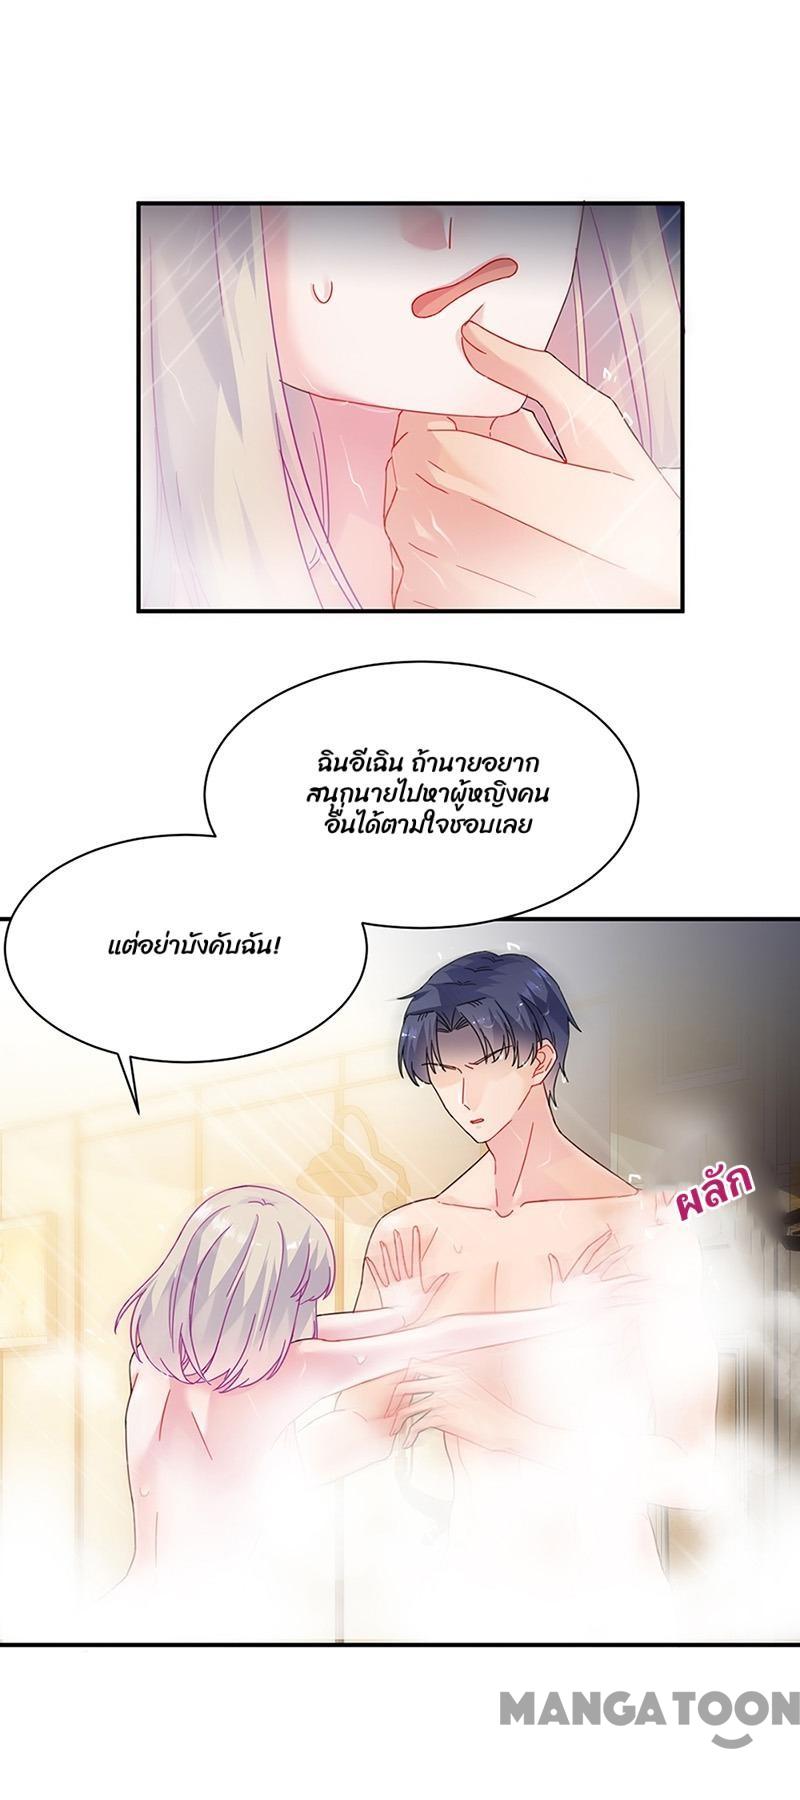 ฉินอีเฉิน ถ้านายอยาก
สนุกนายไปหาผู้หญิงคน
อื่นได้ตามใจชอบเลย
แต่อย่าบังคับฉัน!
ผลัก
MANGATOON